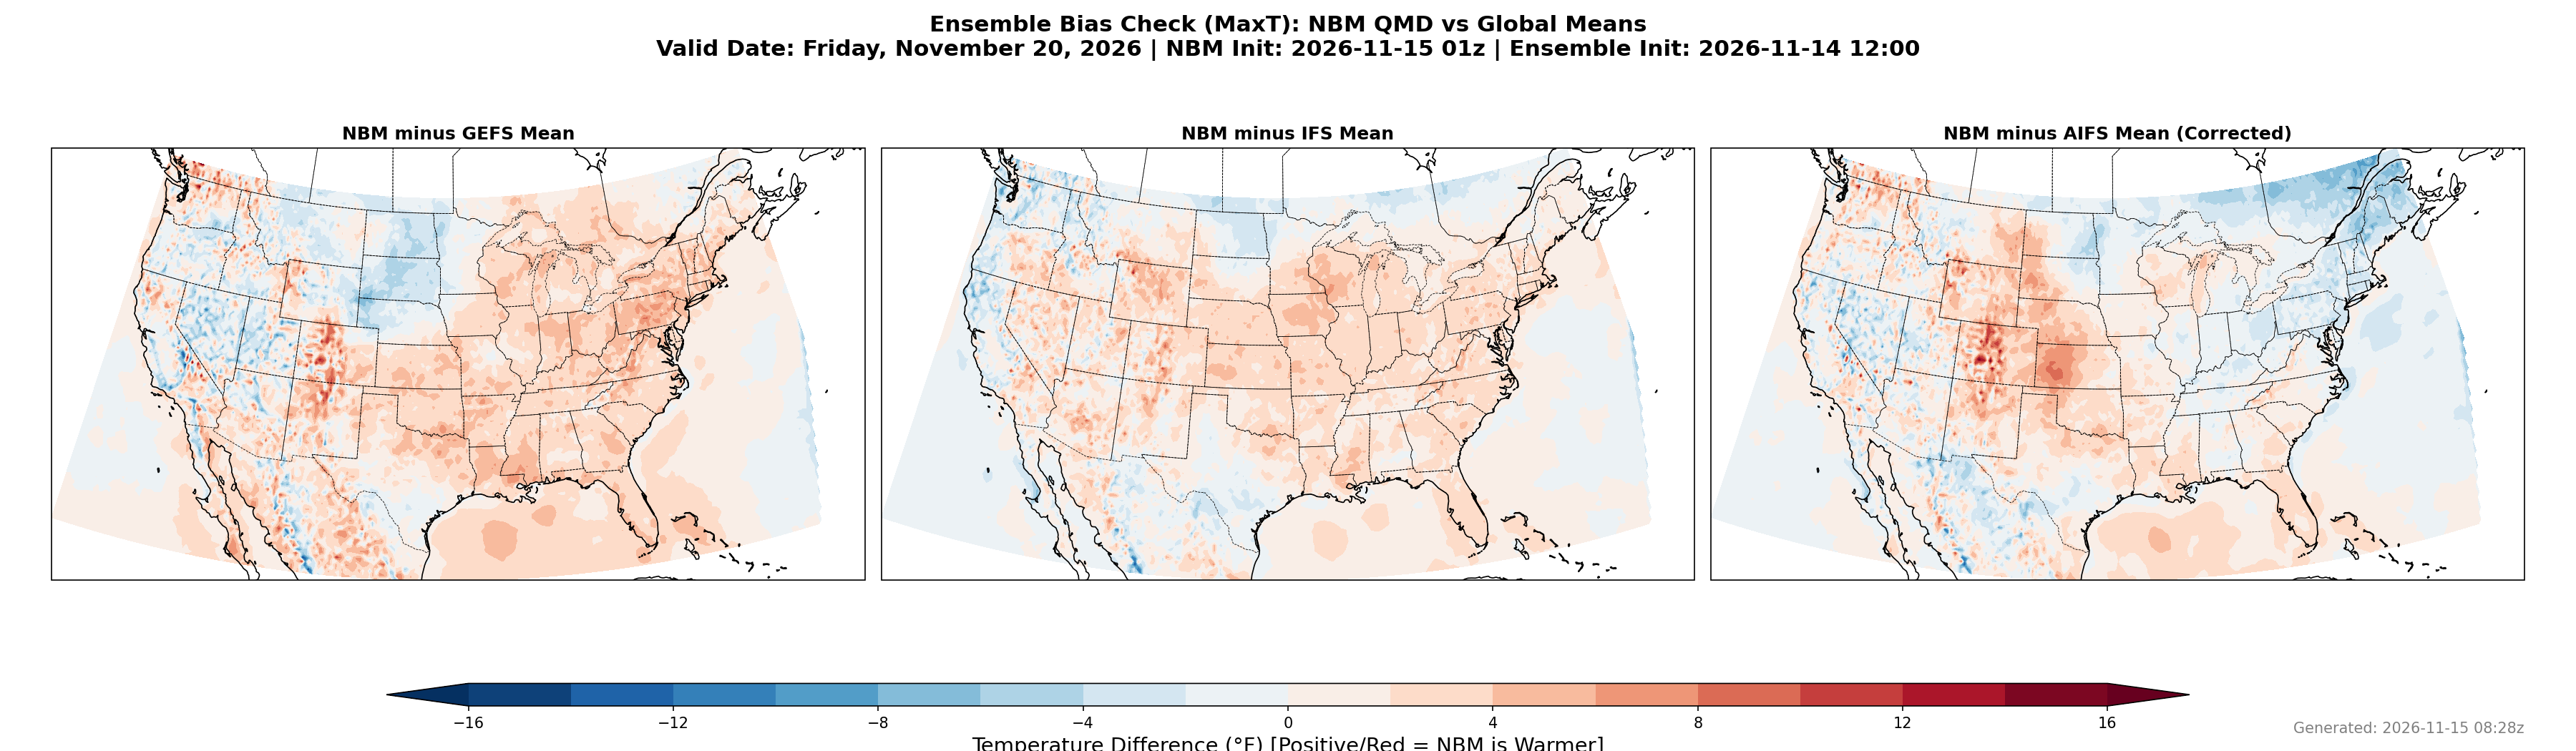 Ensemble Bias Check (MaxT): NBM QMD vs Global Means
Valid Date: Friday, November 20, 2026 | NBM Init: 2026-11-15 01z | Ensemble Init: 2026-11-14 12:00
NBM minus GEFS Mean
NBM minus IFS Mean
NBM minus AIFS Mean (Corrected)
−16 −12 −8 −4 0 4 8 12 16
Temperature Difference (°F) [Positive/Red = NBM is Warmer]
Generated: 2026-11-15 08:28z